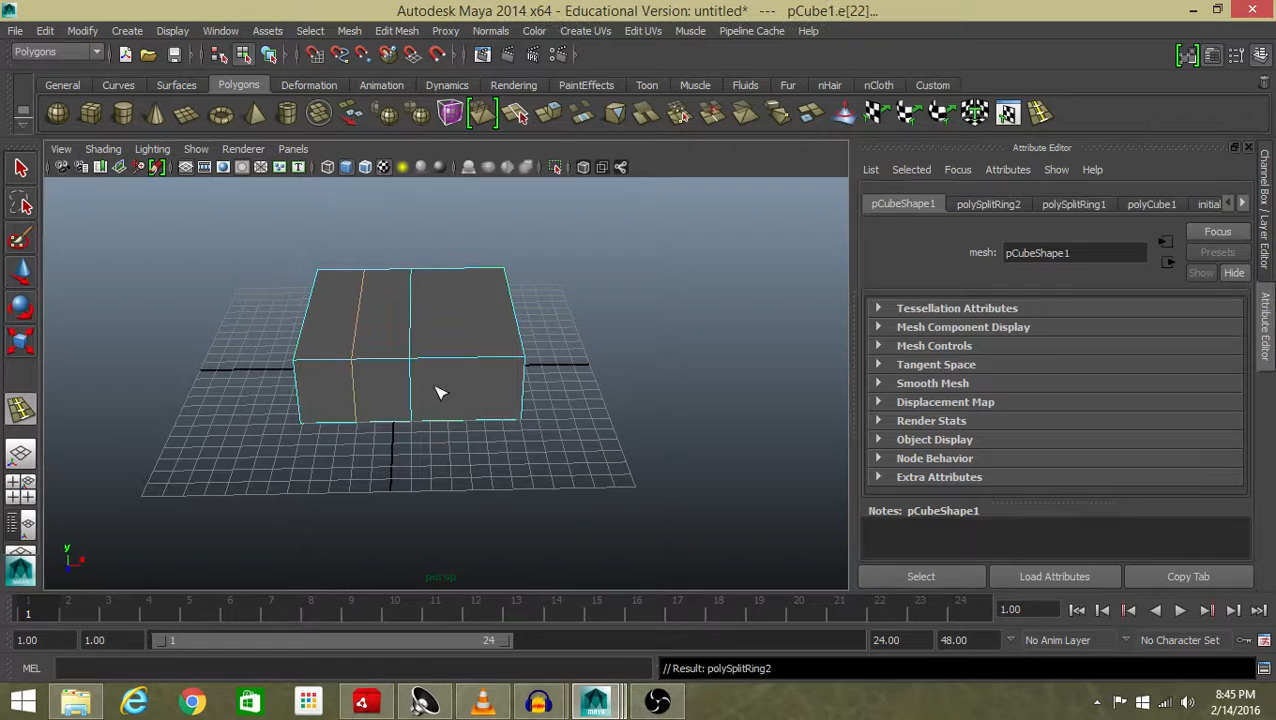 Autodesk Maya 2014 x64 - Educational Version: untitled* --- pCube1.e[22]...
File Edit Modify Create Display Window Assets Select Mesh Edit Mesh Proxy Normals Color Create UVs Edit UVs Muscle Pipeline Cache Help
Polygons
General Curves Surfaces Polygons Deformation Animation Dynamics Rendering PaintEffects Toon Muscle Fluids Fur nHair nCloth Custom
View Shading Lighting Show Renderer Panels
Attribute Editor
List Selected Focus Attributes Show Help
pCubeShape1 polySplitRing2 polySplitRing1 polyCube1 initial
Focus
mesh: pCubeShape1
Presets
Show Hide
Tessellation Attributes
Mesh Component Display
Mesh Controls
Tangent Space
Smooth Mesh
Displacement Map
Render Stats
Object Display
Node Behavior
Extra Attributes
Notes: pCubeShape1
Select Load Attributes Copy Tab
Channel Box / Layer Editor
Attribute Editor
y
x
persp
1 2 3 4 5 6 7 8 9 10 11 12 13 14 15 16 17 18 19 20 21 22 23 24
1
1.00
1.00 1.00 1 24 24.00 48.00 No Anim Layer No Character Set
MEL // Result: polySplitRing2
8:45 PM
2/14/2016